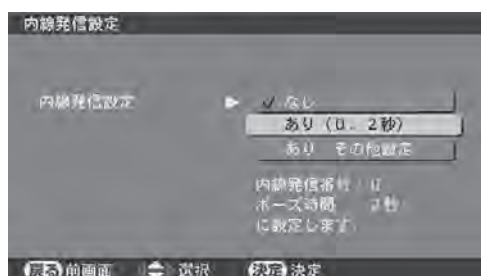 内線発信設定
内線発信設定
✓ なし
あり (0. 2秒)
あり その他設定
内線発信番号:0
ポーズ時間 :2秒
に設定します。
戻る 前画面 選択 決定 決定